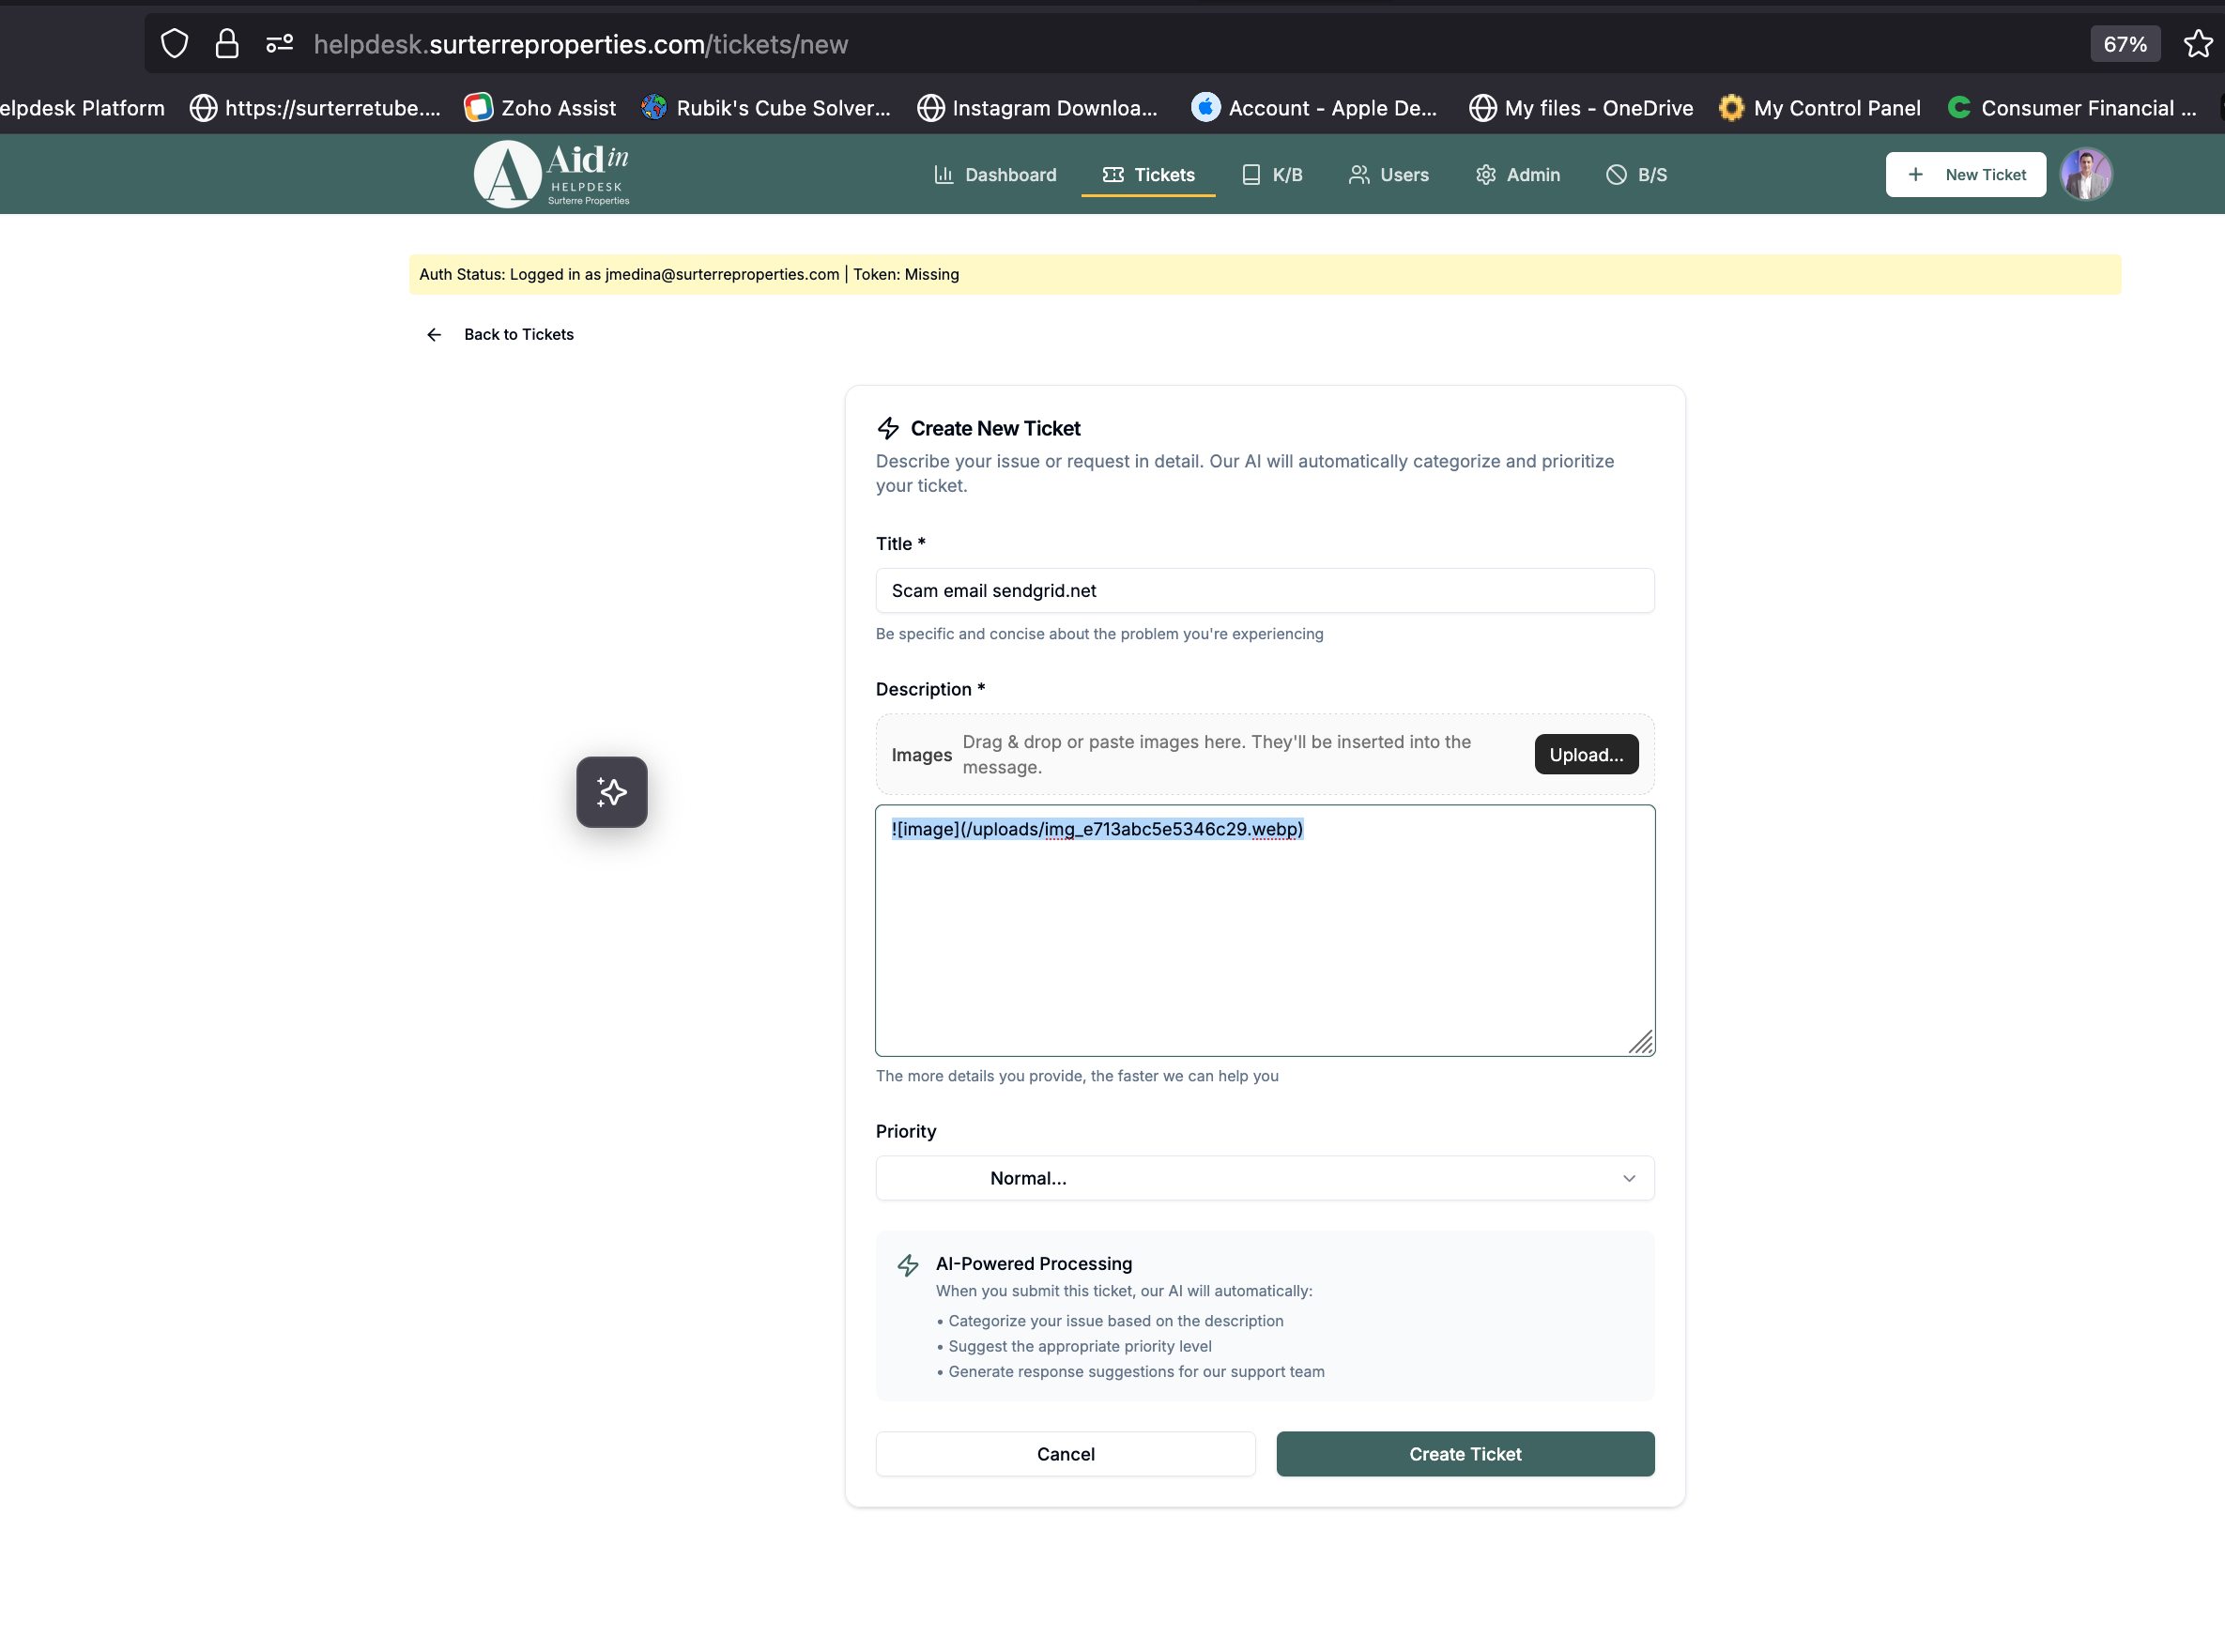 helpdesk.surterreproperties.com/tickets/new
67%
elpdesk Platform
https://surterretube....
Zoho Assist
Rubik's Cube Solver...
Instagram Downloa...
Account - Apple De...
My files - OneDrive
My Control Panel
Consumer Financial ...
A Aid in
HELPDESK
Surterre Properties
Dashboard
Tickets
K/B
Users
Admin
B/S
+ New Ticket
Auth Status: Logged in as jmedina@surterreproperties.com | Token: Missing
← Back to Tickets
Create New Ticket
Describe your issue or request in detail. Our AI will automatically categorize and prioritize
your ticket.
Title *
Scam email sendgrid.net
Be specific and concise about the problem you're experiencing
Description *
Images
Drag & drop or paste images here. They'll be inserted into the
message.
Upload...
![image](/uploads/img_e713abc5e5346c29.webp)
The more details you provide, the faster we can help you
Priority
Normal...
AI-Powered Processing
When you submit this ticket, our AI will automatically:
• Categorize your issue based on the description
• Suggest the appropriate priority level
• Generate response suggestions for our support team
Cancel
Create Ticket